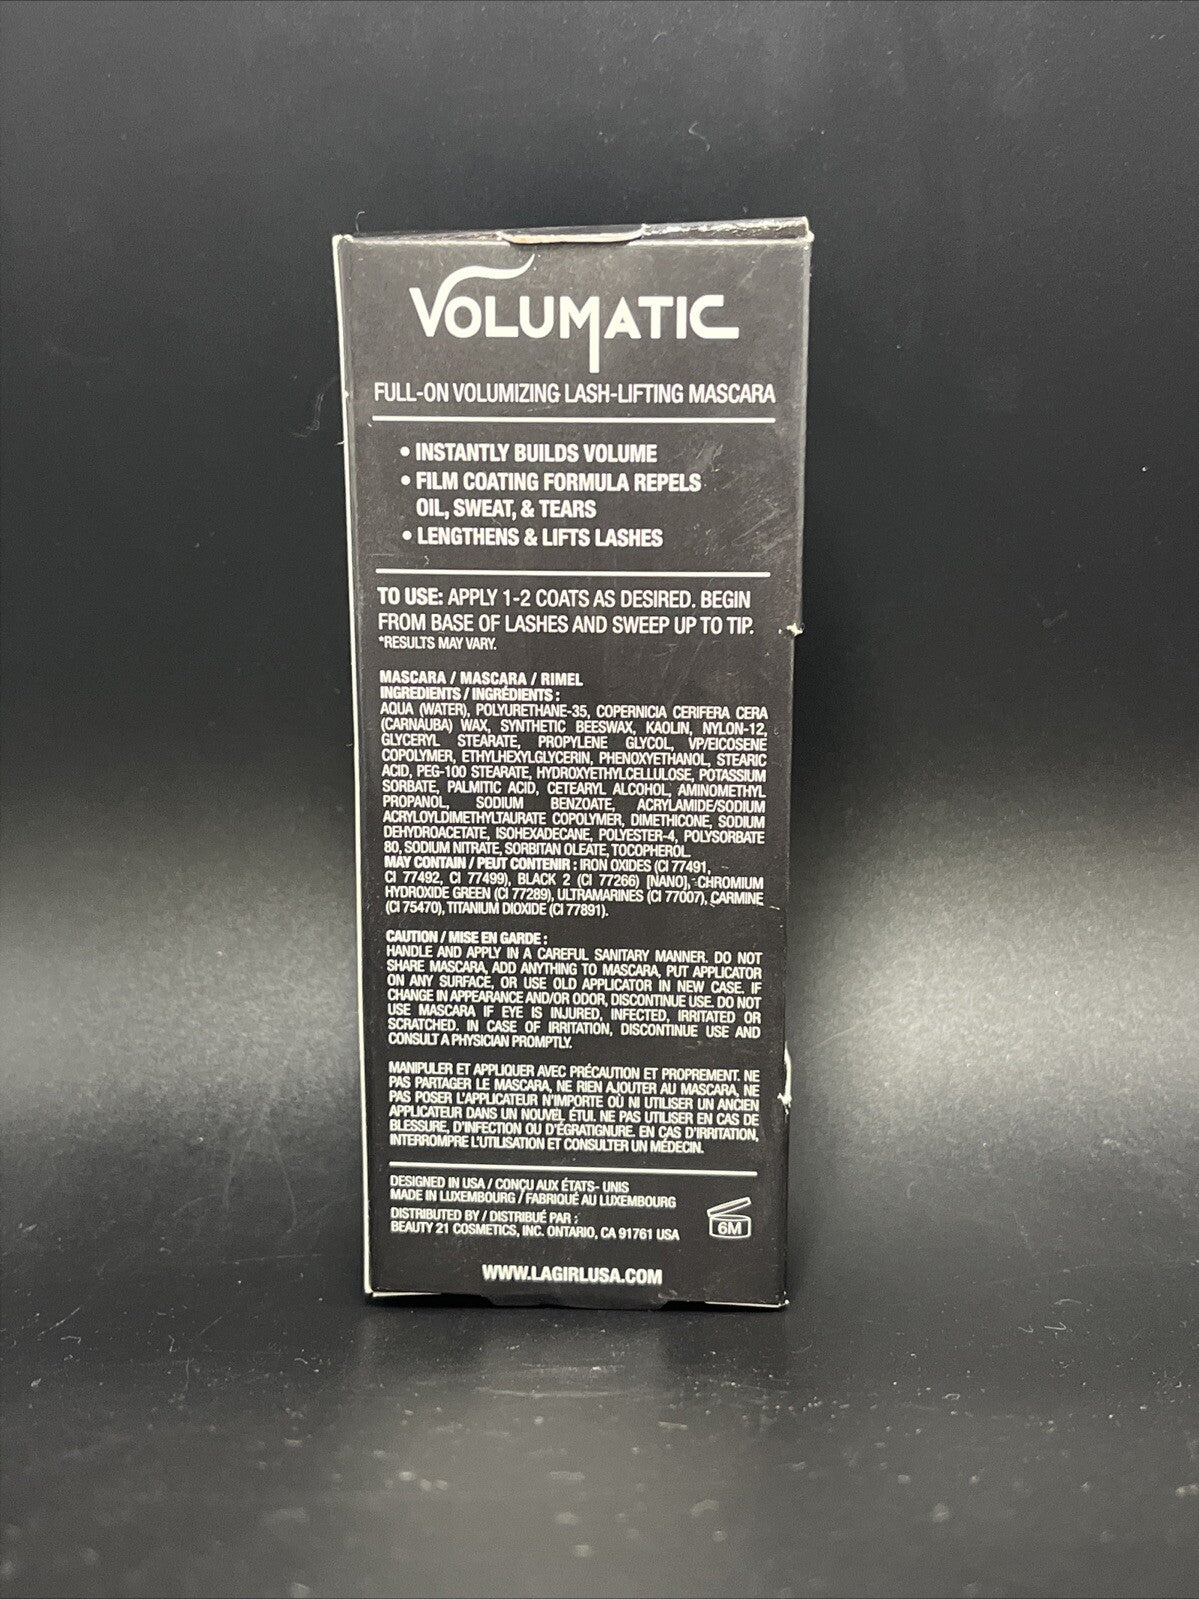 VOLUMATIC
FULL-ON VOLUMIZING LASH-LIFTING MASCARA
• INSTANTLY BUILDS VOLUME
• FILM COATING FORMULA REPELS
OIL, SWEAT, & TEARS
• LENGTHENS & LIFTS LASHES
TO USE: APPLY 1-2 COATS AS DESIRED. BEGIN
FROM BASE OF LASHES AND SWEEP UP TO TIP.
*RESULTS MAY VARY.
MASCARA / MASCARA / RIMEL
INGREDIENTS / INGRÉDIENTS :
AQUA (WATER), POLYURETHANE-35, COPERNICIA CERIFERA CERA
(CARNAUBA) WAX, SYNTHETIC BEESWAX, KAOLIN, NYLON-12,
GLYCERYL STEARATE, PROPYLENE GLYCOL, VP/EICOSENE
COPOLYMER, ETHYLHEXYLGLYCERIN, PHENOXYETHANOL, STEARIC
ACID, PEG-100 STEARATE, HYDROXYETHYLCELLULOSE, POTASSIUM
SORBATE, PALMITIC ACID, CETEARYL ALCOHOL, AMINOMETHYL
PROPANOL, SODIUM BENZOATE, ACRYLAMIDE/SODIUM
ACRYLOYLDIMETHYLTAURATE COPOLYMER, DIMETHICONE, SODIUM
DEHYDROACETATE, ISOHEXADECANE, POLYESTER-4, POLYSORBATE
80, SODIUM NITRATE, SORBITAN OLEATE, TOCOPHEROL.
MAY CONTAIN / PEUT CONTENIR : IRON OXIDES (CI 77491,
CI 77492, CI 77499), BLACK 2 (CI 77266) [NANO], CHROMIUM
HYDROXIDE GREEN (CI 77289), ULTRAMARINES (CI 77007), CARMINE
(CI 75470), TITANIUM DIOXIDE (CI 77891).
CAUTION / MISE EN GARDE :
HANDLE AND APPLY IN A CAREFUL SANITARY MANNER. DO NOT
SHARE MASCARA, ADD ANYTHING TO MASCARA, PUT APPLICATOR
ON ANY SURFACE, OR USE OLD APPLICATOR IN NEW CASE. IF
CHANGE IN APPEARANCE AND/OR ODOR, DISCONTINUE USE. DO NOT
USE MASCARA IF EYE IS INJURED, INFECTED, IRRITATED OR
SCRATCHED. IN CASE OF IRRITATION, DISCONTINUE USE AND
CONSULT A PHYSICIAN PROMPTLY.
MANIPULER ET APPLIQUER AVEC PRÉCAUTION ET PROPREMENT. NE
PAS PARTAGER LE MASCARA, NE RIEN AJOUTER AU MASCARA, NE
PAS POSER L'APPLICATEUR N'IMPORTE OÙ NI UTILISER UN ANCIEN
APPLICATEUR DANS UN NOUVEL ÉTUI. NE PAS UTILISER EN CAS DE
BLESSURE, D'INFECTION OU D'ÉGRATIGNURE. EN CAS D'IRRITATION,
INTERROMPRE L'UTILISATION ET CONSULTER UN MÉDECIN.
DESIGNED IN USA / CONÇU AUX ÉTATS- UNIS
MADE IN LUXEMBOURG / FABRIQUÉ AU LUXEMBOURG
DISTRIBUTED BY / DISTRIBUÉ PAR :
BEAUTY 21 COSMETICS, INC. ONTARIO, CA 91761 USA
6M
WWW.LAGIRLUSA.COM